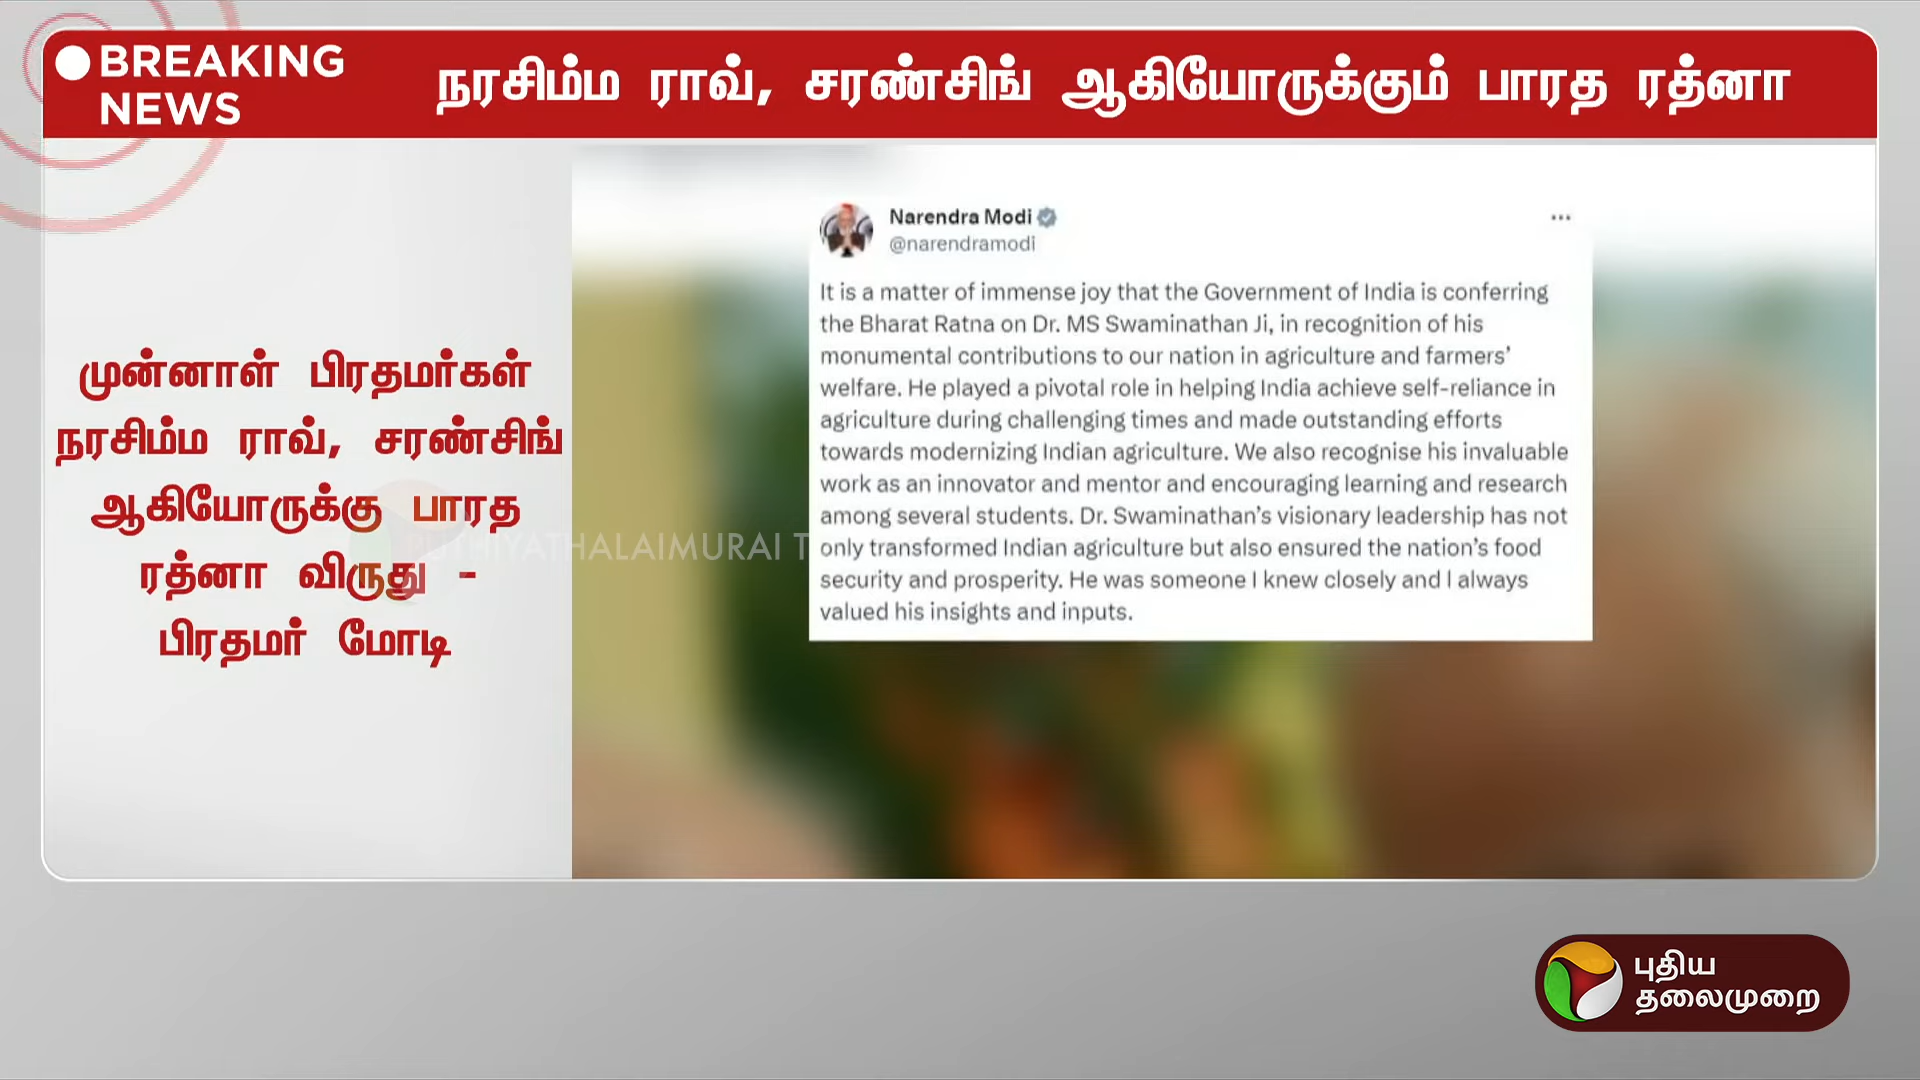 BREAKING
NEWS
நரசிம்ம ராவ், சரண்சிங் ஆகியோருக்கும் பாரத ரத்னா
முன்னாள் பிரதமர்கள்
நரசிம்ம ராவ், சரண்சிங்
ஆகியோருக்கு பாரத
ரத்னா விருது -
பிரதமர் மோடி
PUTHIYATHALAIMURAI T
Narendra Modi
@narendramodi
It is a matter of immense joy that the Government of India is conferring
the Bharat Ratna on Dr. MS Swaminathan Ji, in recognition of his
monumental contributions to our nation in agriculture and farmers’
welfare. He played a pivotal role in helping India achieve self-reliance in
agriculture during challenging times and made outstanding efforts
towards modernizing Indian agriculture. We also recognise his invaluable
work as an innovator and mentor and encouraging learning and research
among several students. Dr. Swaminathan’s visionary leadership has not
only transformed Indian agriculture but also ensured the nation’s food
security and prosperity. He was someone I knew closely and I always
valued his insights and inputs.
புதிய
தலைமுறை